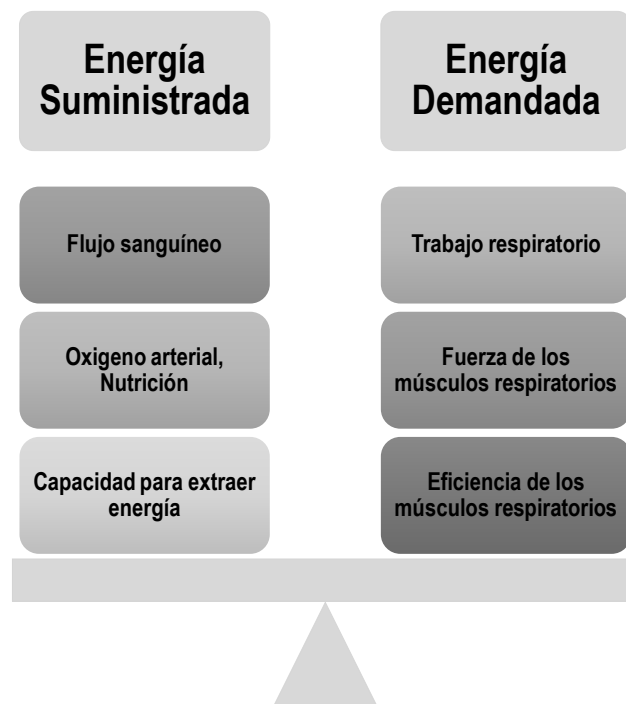 Energía
Suministrada
Energía
Demandada
Flujo sanguíneo
Trabajo respiratorio
Oxigeno arterial,
Nutrición
Fuerza de los
músculos respiratorios
Capacidad para extraer
energía
Eficiencia de los
músculos respiratorios